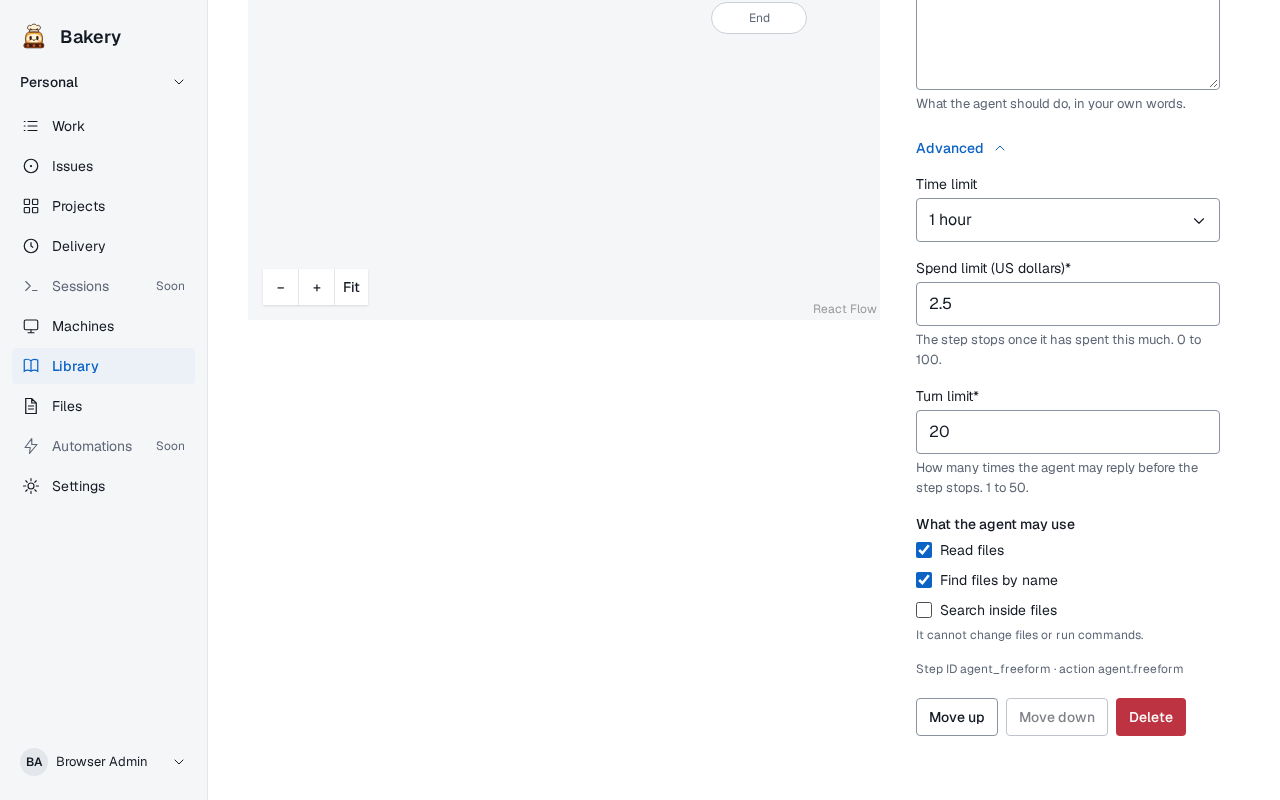 Bakery
Personal
Work
Issues
Projects
Delivery
Sessions Soon
Machines
Library
Files
Automations Soon
Settings
BA Browser Admin
End
− + Fit
React Flow
What the agent should do, in your own words.
Advanced
Time limit
1 hour
Spend limit (US dollars)*
2.5
The step stops once it has spent this much. 0 to
100.
Turn limit*
20
How many times the agent may reply before the
step stops. 1 to 50.
What the agent may use
Read files
Find files by name
Search inside files
It cannot change files or run commands.
Step ID agent_freeform · action agent.freeform
Move up Move down Delete